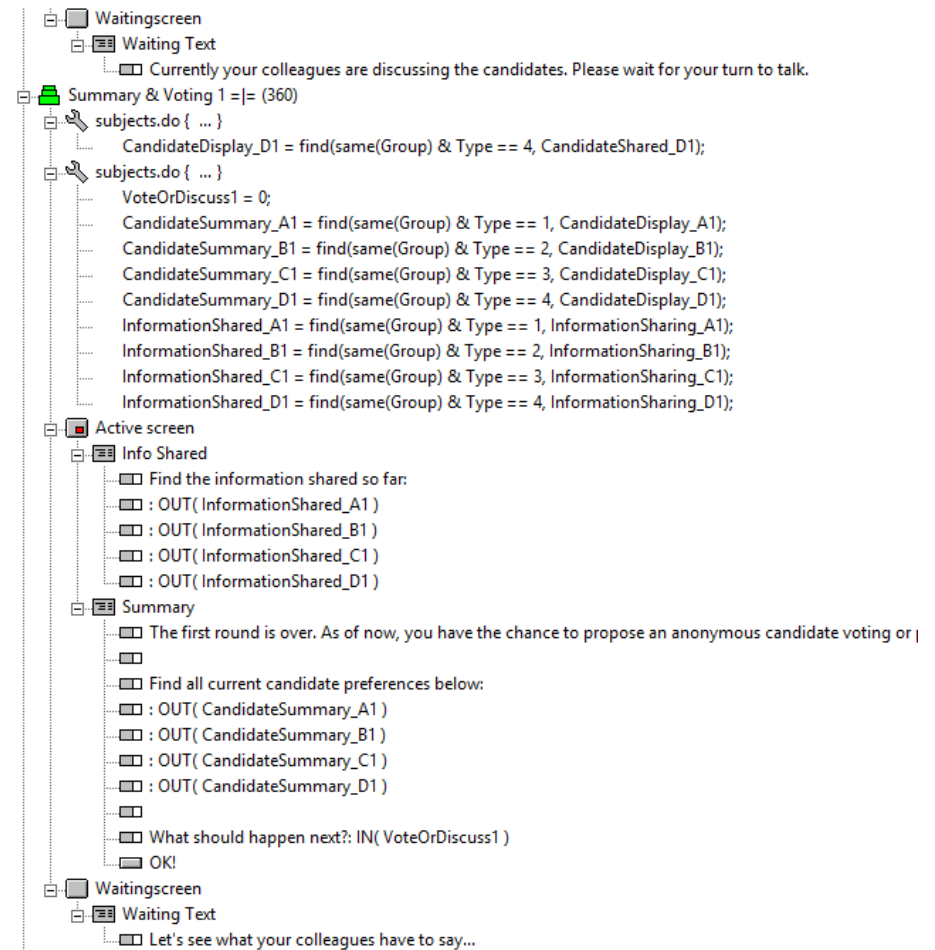 Waitingscreen
Waiting Text
Currently your colleagues are discussing the candidates. Please wait for your turn to talk.
Summary & Voting 1 =|= (360)
subjects.do { ... }
CandidateDisplay_D1 = find(same(Group) & Type == 4, CandidateShared_D1);
subjects.do { ... }
VoteOrDiscuss1 = 0;
CandidateSummary_A1 = find(same(Group) & Type == 1, CandidateDisplay_A1);
CandidateSummary_B1 = find(same(Group) & Type == 2, CandidateDisplay_B1);
CandidateSummary_C1 = find(same(Group) & Type == 3, CandidateDisplay_C1);
CandidateSummary_D1 = find(same(Group) & Type == 4, CandidateDisplay_D1);
InformationShared_A1 = find(same(Group) & Type == 1, InformationSharing_A1);
InformationShared_B1 = find(same(Group) & Type == 2, InformationSharing_B1);
InformationShared_C1 = find(same(Group) & Type == 3, InformationSharing_C1);
InformationShared_D1 = find(same(Group) & Type == 4, InformationSharing_D1);
Active screen
Info Shared
Find the information shared so far:
: OUT( InformationShared_A1 )
: OUT( InformationShared_B1 )
: OUT( InformationShared_C1 )
: OUT( InformationShared_D1 )
Summary
The first round is over. As of now, you have the chance to propose an anonymous candidate voting or
Find all current candidate preferences below:
: OUT( CandidateSummary_A1 )
: OUT( CandidateSummary_B1 )
: OUT( CandidateSummary_C1 )
: OUT( CandidateSummary_D1 )
What should happen next?: IN( VoteOrDiscuss1 )
OK!
Waitingscreen
Waiting Text
Let's see what your colleagues have to say...